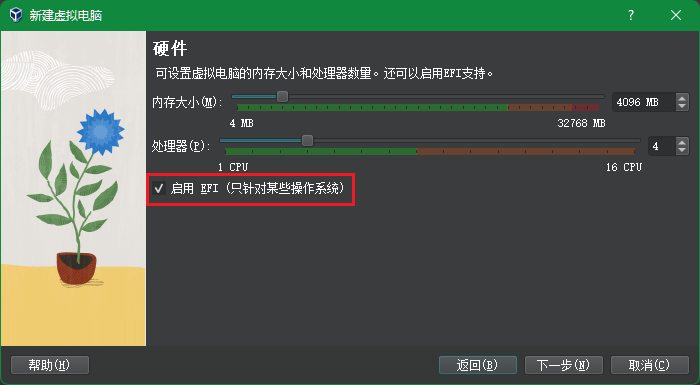 新建虚拟电脑
硬件
可设置虚拟电脑的内存大小和处理器数量。还可以启用EFI支持。
内存大小(M): 4096 MB
4 MB 32768 MB
处理器(P): 4
1 CPU 16 CPU
启用 EFI (只针对某些操作系统)
帮助(H) 返回(B) 下一步(N) 取消(C)